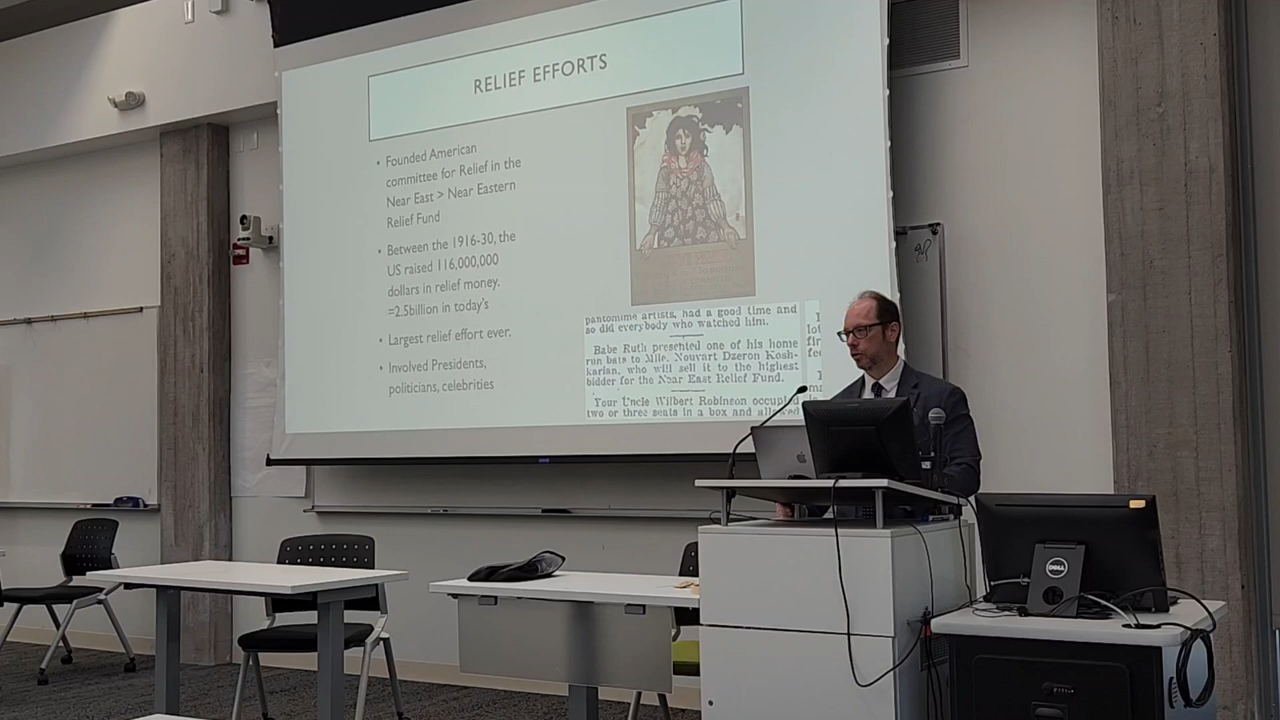 RELIEF EFFORTS
• Founded American
committee for Relief in the
Near East > Near Eastern
Relief Fund
• Between the 1916-30, the
US raised 116,000,000
dollars in relief money.
=2.5billion in today's
• Largest relief effort ever.
• Involved Presidents,
politicians, celebrities
pantomime artists, had a good time and
so did everybody who watched him.
Babe Ruth presented one of his home
run bats to Mlle. Nouvart Dzeron Kosh-
karian, who will sell it to the highest
bidder for the Near East Relief Fund.
Your Uncle Wilbert Robinson occupied
two or three seats in a box and allowed
DELL